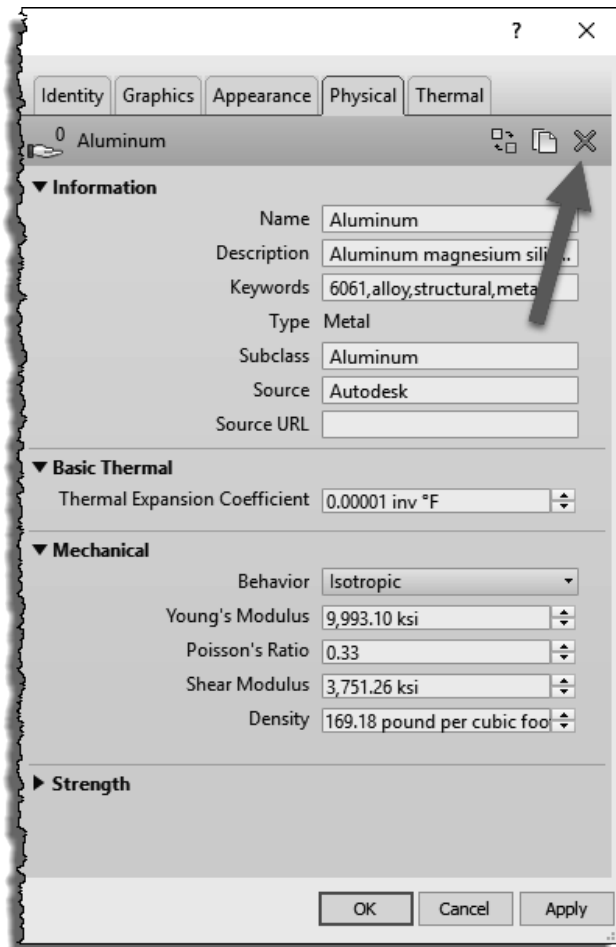 ?
Identity Graphics Appearance Physical Thermal
0 Aluminum
Information
Name Aluminum
Description Aluminum magnesium sili...
Keywords 6061,alloy,structural,meta
Type Metal
Subclass Aluminum
Source Autodesk
Source URL
Basic Thermal
Thermal Expansion Coefficient 0.00001 inv °F
Mechanical
Behavior Isotropic
Young's Modulus 9,993.10 ksi
Poisson's Ratio 0.33
Shear Modulus 3,751.26 ksi
Density 169.18 pound per cubic foo
Strength
OK Cancel Apply